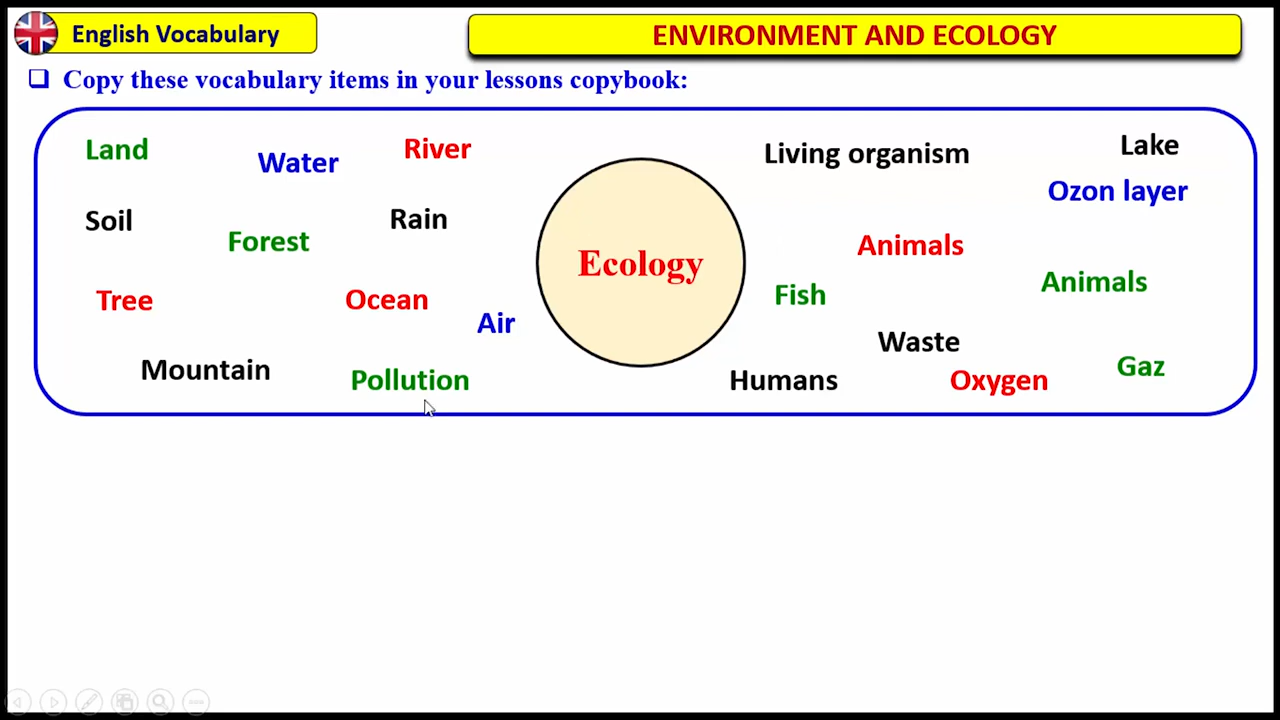 English Vocabulary
ENVIRONMENT AND ECOLOGY
Copy these vocabulary items in your lessons copybook:
Land
Water
River
Soil
Forest
Rain
Tree
Ocean
Air
Mountain
Pollution
Ecology
Living organism
Lake
Ozon layer
Animals
Fish
Animals
Waste
Humans
Oxygen
Gaz